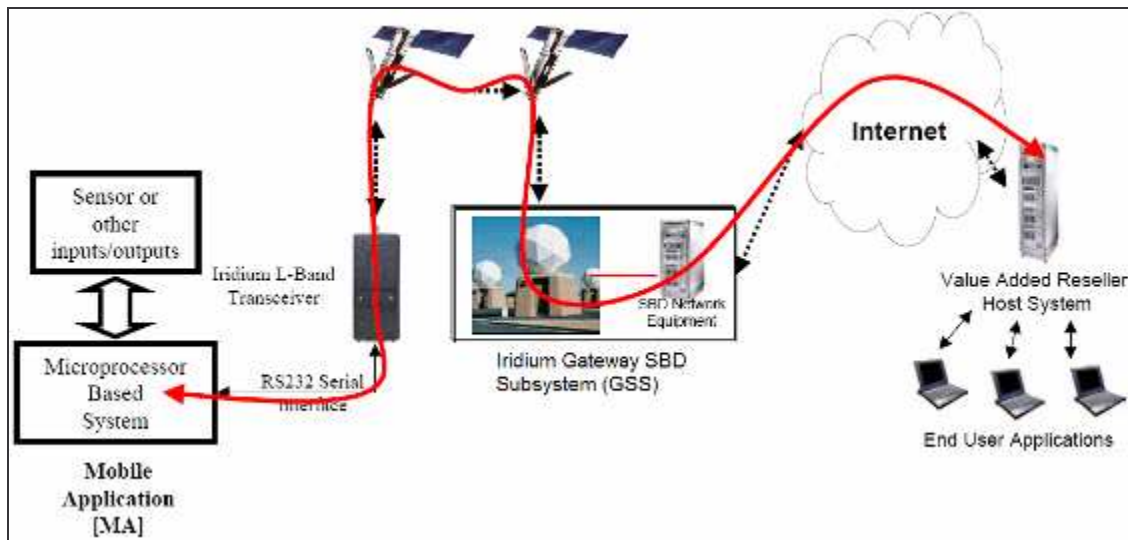 Sensor or
other
inputs/outputs
Microprocessor
Based
System
Mobile
Application
[MA]
Iridium L-Band
Transceiver
RS232 Serial
Interface
SBD Network
Equipment
Iridium Gateway SBD
Subsystem (GSS)
Internet
Value Added Reseller
Host System
End User Applications